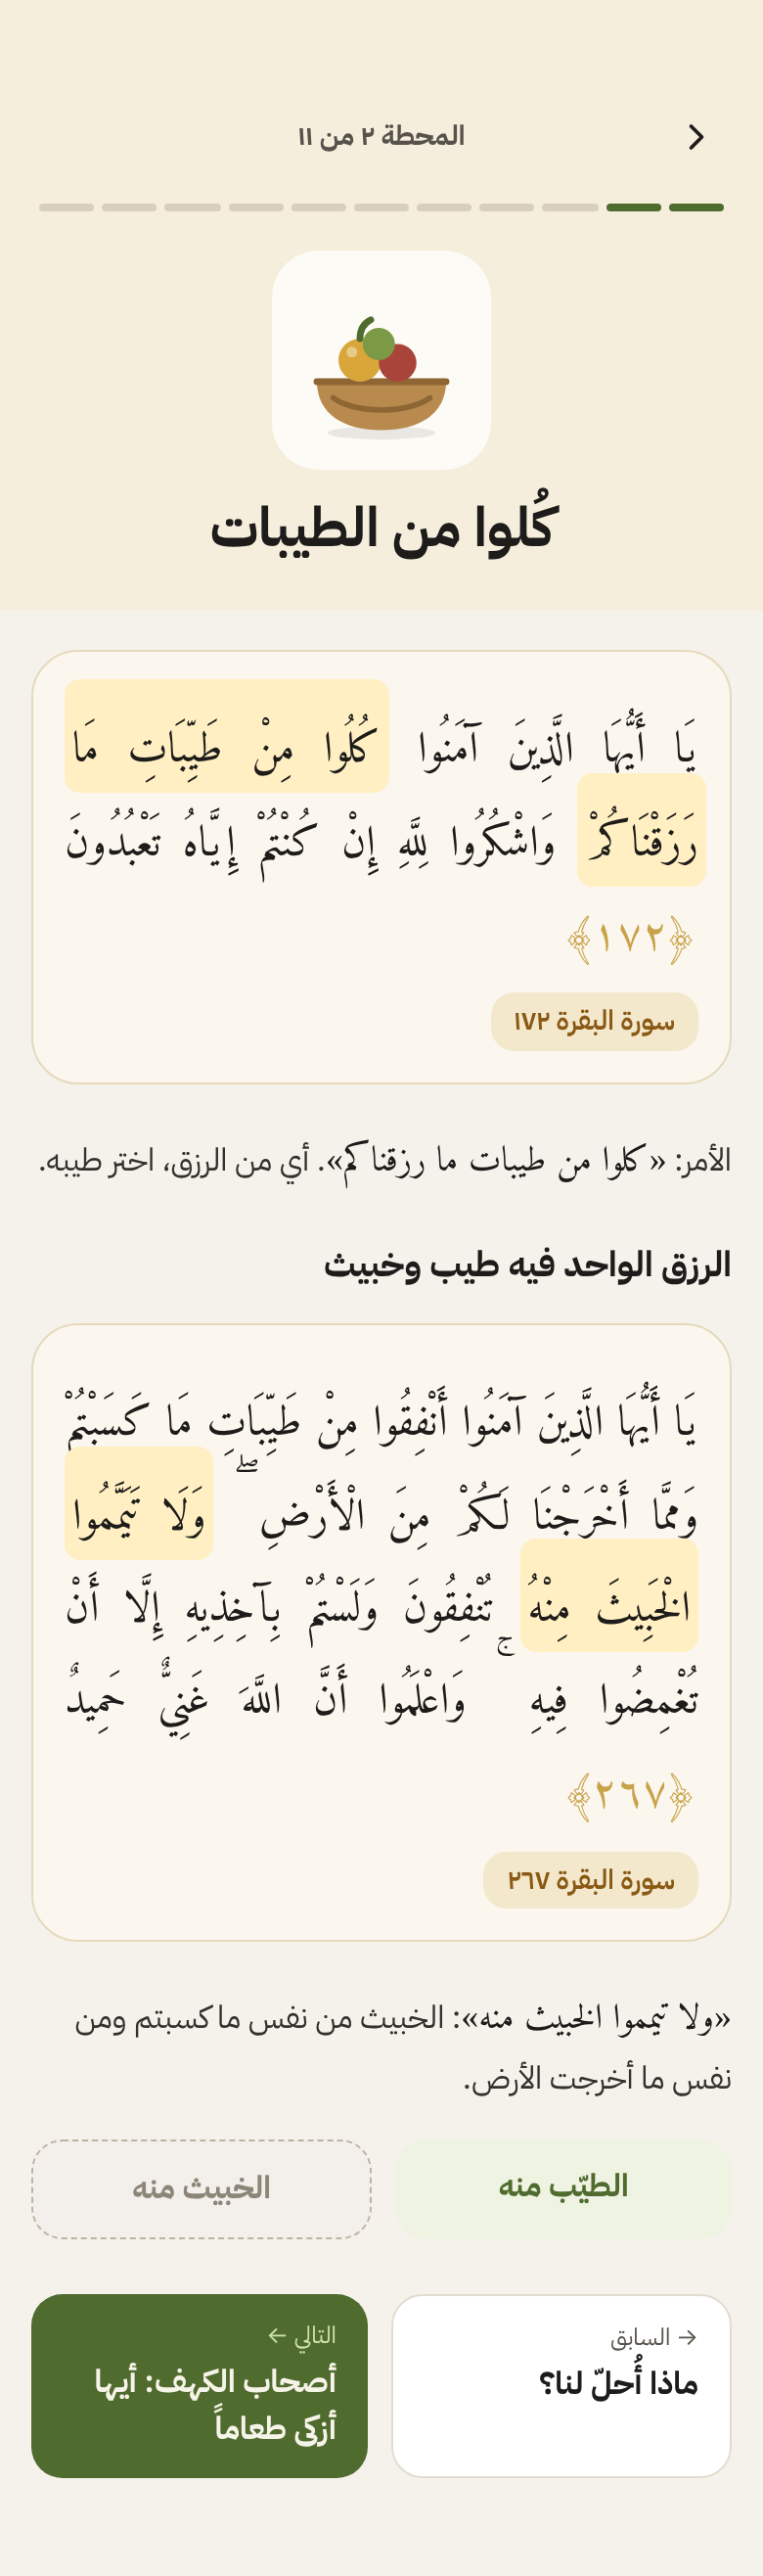 المحطة ٢ من ١١
كُلوا من الطيبات
يَا أَيُّهَا الَّذِينَ آمَنُوا كُلُوا مِنْ طَيِّبَاتِ مَا
رَزَقْنَاكُمْ وَاشْكُرُوا لِلَّهِ إِنْ كُنْتُمْ إِيَّاهُ تَعْبُدُونَ
﴿١٧٢﴾
سورة البقرة ١٧٢
الأمر: «كلوا من طيبات ما رزقناكم». أي من الرزق، اختر طيبه.
الرزق الواحد فيه طيب وخبيث
يَا أَيُّهَا الَّذِينَ آمَنُوا أَنْفِقُوا مِنْ طَيِّبَاتِ مَا كَسَبْتُمْ
وَمِمَّا أَخْرَجْنَا لَكُمْ مِنَ الْأَرْضِ ۖ وَلَا تَيَمَّمُوا
الْخَبِيثَ مِنْهُ تُنْفِقُونَ وَلَسْتُمْ بِآخِذِيهِ إِلَّا أَنْ
تُغْمِضُوا فِيهِ ۚ وَاعْلَمُوا أَنَّ اللَّهَ غَنِيٌّ حَمِيدٌ
﴿٢٦٧﴾
سورة البقرة ٢٦٧
«ولا تيمموا الخبيث منه»: الخبيث من نفس ما كسبتم ومن
نفس ما أخرجت الأرض.
الطيّب منه
الخبيث منه
→ السابق
ماذا أُحلّ لنا؟
التالي ←
أصحاب الكهف: أيها
أزكى طعاماً